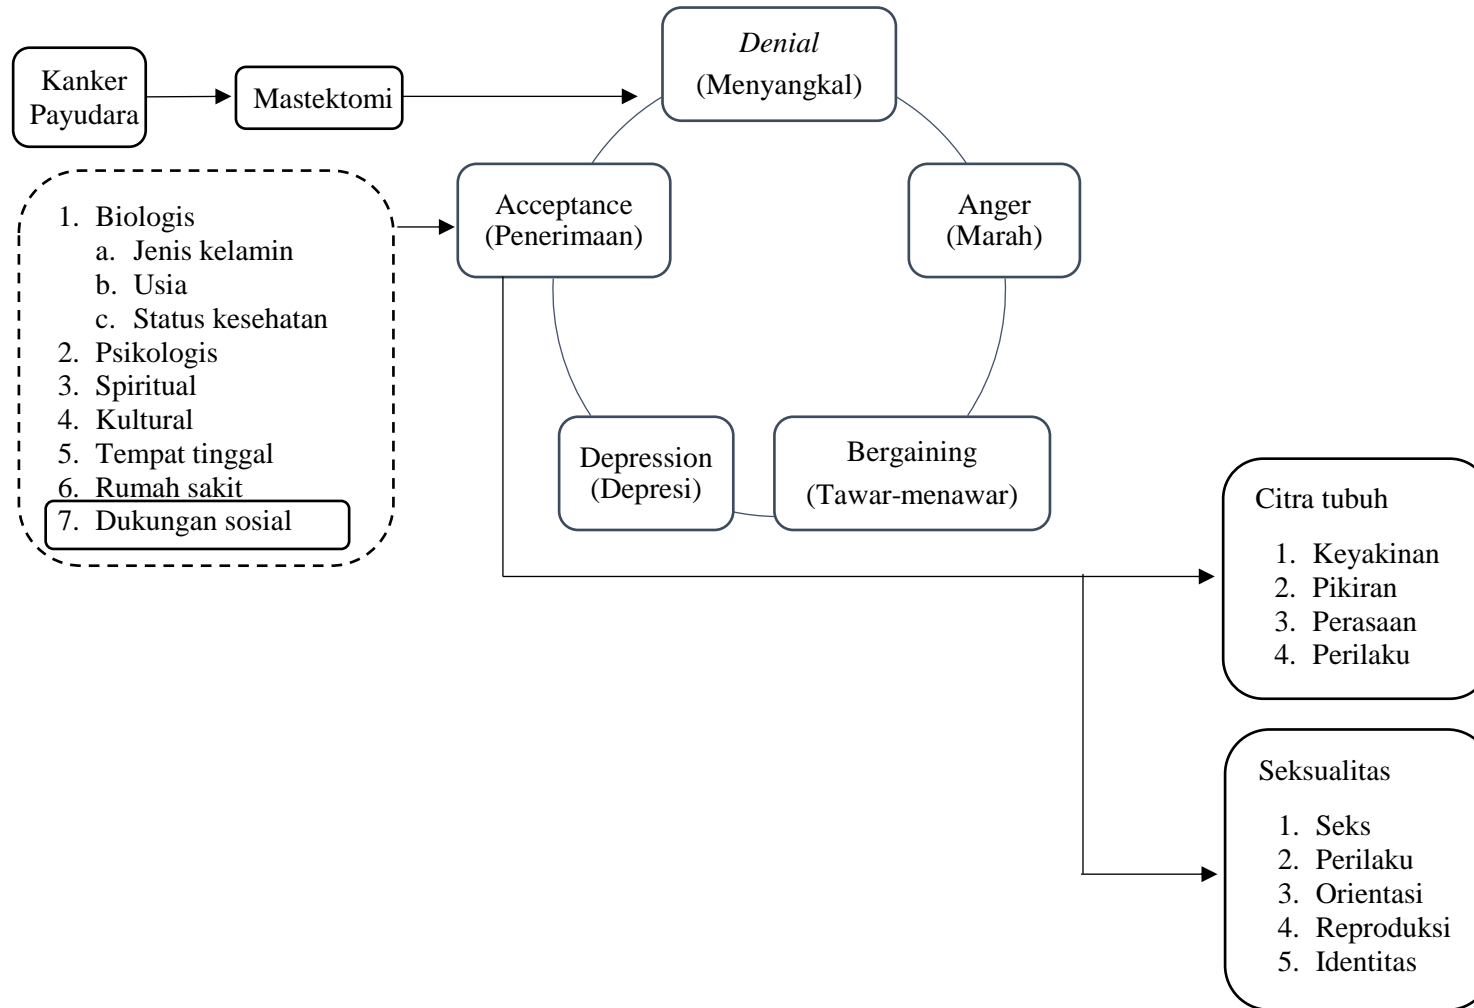 Kanker
Payudara
Mastektomi
Denial
(Menyangkal)
Acceptance
(Penerimaan)
Anger
(Marah)
1. Biologis
a. Jenis kelamin
b. Usia
c. Status kesehatan
2. Psikologis
3. Spiritual
4. Kultural
5. Tempat tinggal
6. Rumah sakit
7. Dukungan sosial
Depression
(Depresi)
Bergaining
(Tawar-menawar)
Citra tubuh
1. Keyakinan
2. Pikiran
3. Perasaan
4. Perilaku
Seksualitas
1. Seks
2. Perilaku
3. Orientasi
4. Reproduksi
5. Identitas